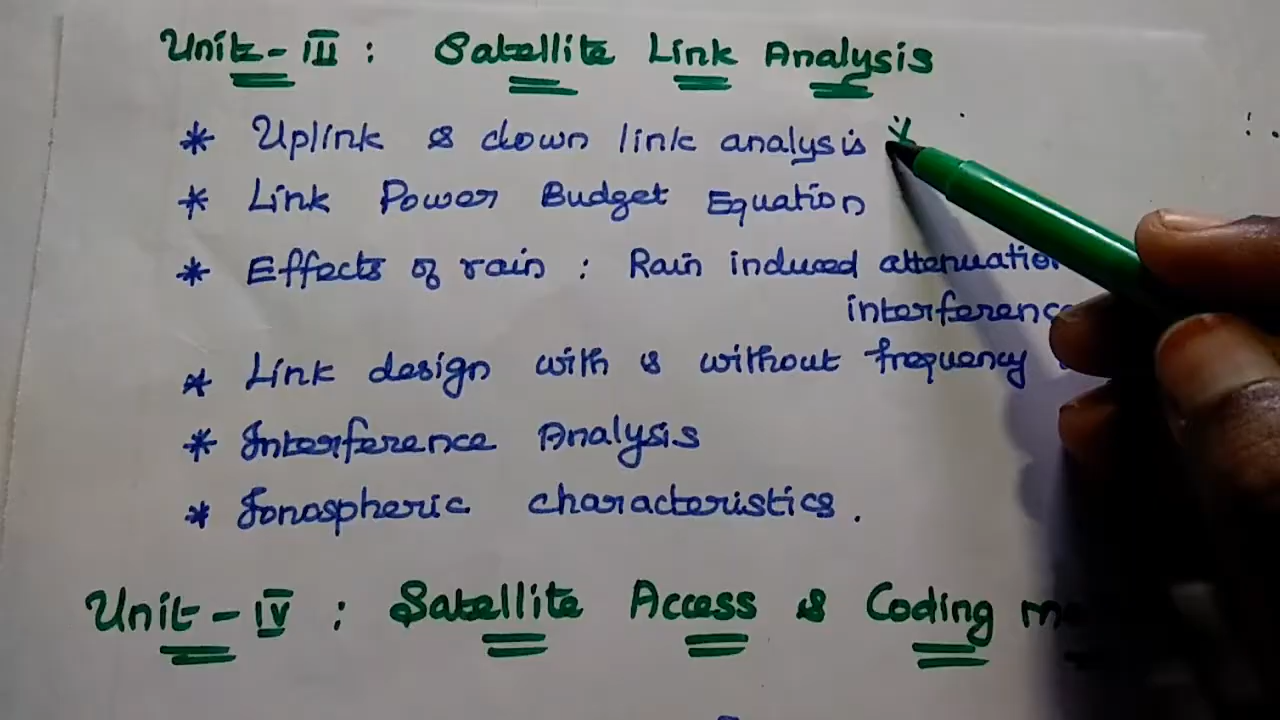 Unit - III : Satellite Link Analysis
* Uplink & down link analysis
* Link Power Budget Equation
* Effects of rain : Rain induced attenuation
interference
* Link design with & without frequency
* Interference Analysis
* Ionospheric characteristics.
Unit - IV : Satellite Access & Coding